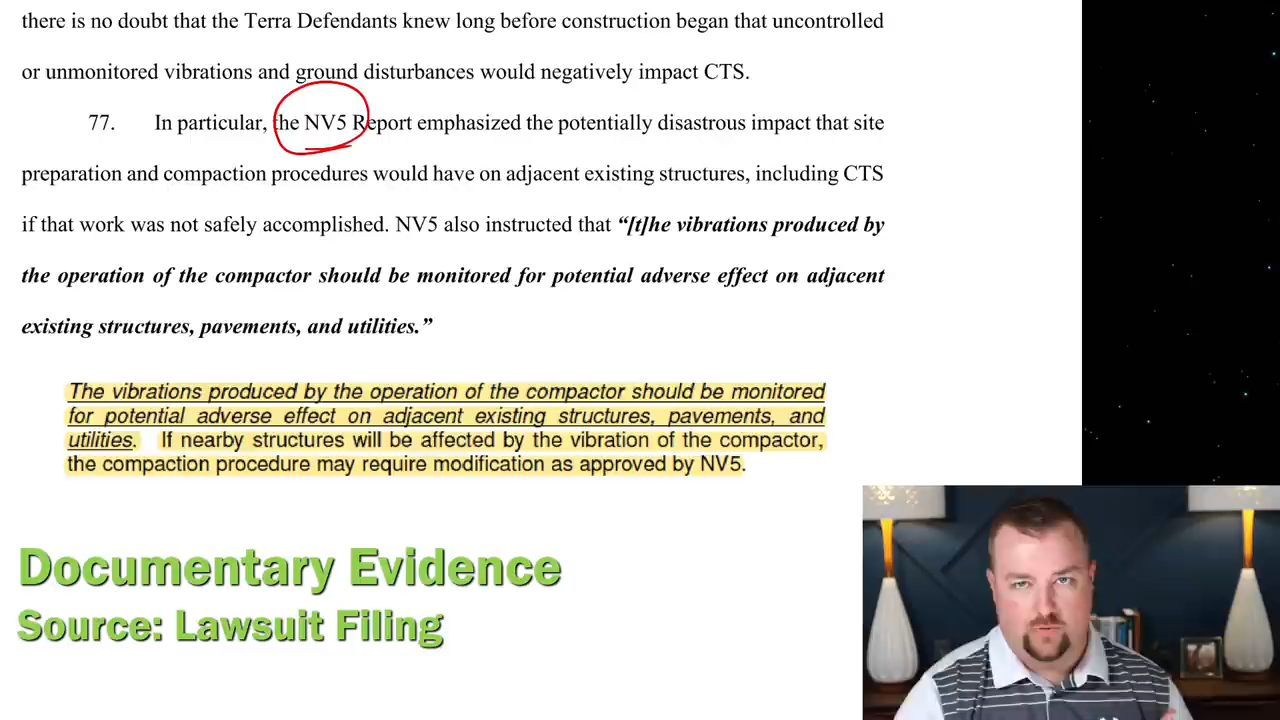 there is no doubt that the Terra Defendants knew long before construction began that uncontrolled
or unmonitored vibrations and ground disturbances would negatively impact CTS.
77. In particular, the NV5 Report emphasized the potentially disastrous impact that site
preparation and compaction procedures would have on adjacent existing structures, including CTS
if that work was not safely accomplished. NV5 also instructed that “[t]he vibrations produced by
the operation of the compactor should be monitored for potential adverse effect on adjacent
existing structures, pavements, and utilities.”
The vibrations produced by the operation of the compactor should be monitored
for potential adverse effect on adjacent existing structures, pavements, and
utilities. If nearby structures will be affected by the vibration of the compactor,
the compaction procedure may require modification as approved by NV5.
Documentary Evidence
Source: Lawsuit Filing